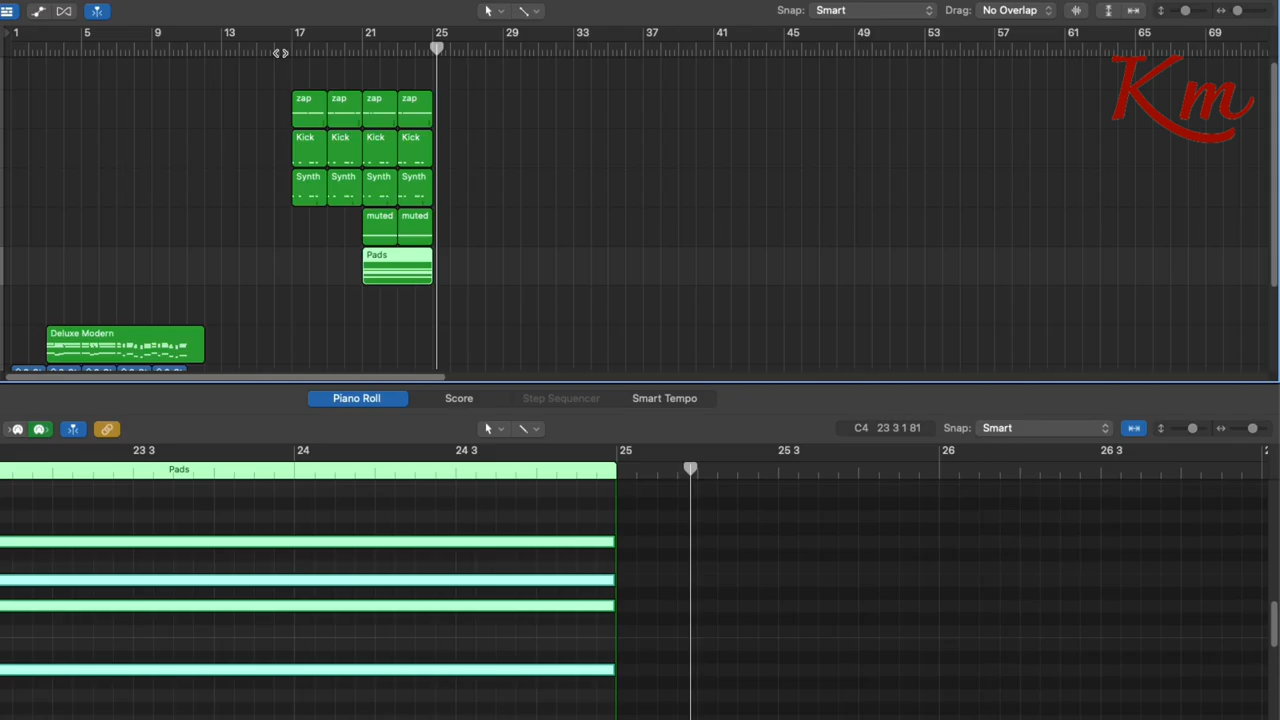 Snap: Smart Drag: No Overlap
1 5 9 13 17 21 25 29 33 37 41 45 49 53 57 61 65 69
Km
zap zap zap zap
Kick Kick Kick Kick
Synth Synth Synth Synth
muted muted
Pads
Deluxe Modern
Piano Roll Score Step Sequencer Smart Tempo
C4 23 3 1 81 Snap: Smart
23 3 24 24 3 25 25 3 26 26 3
Pads